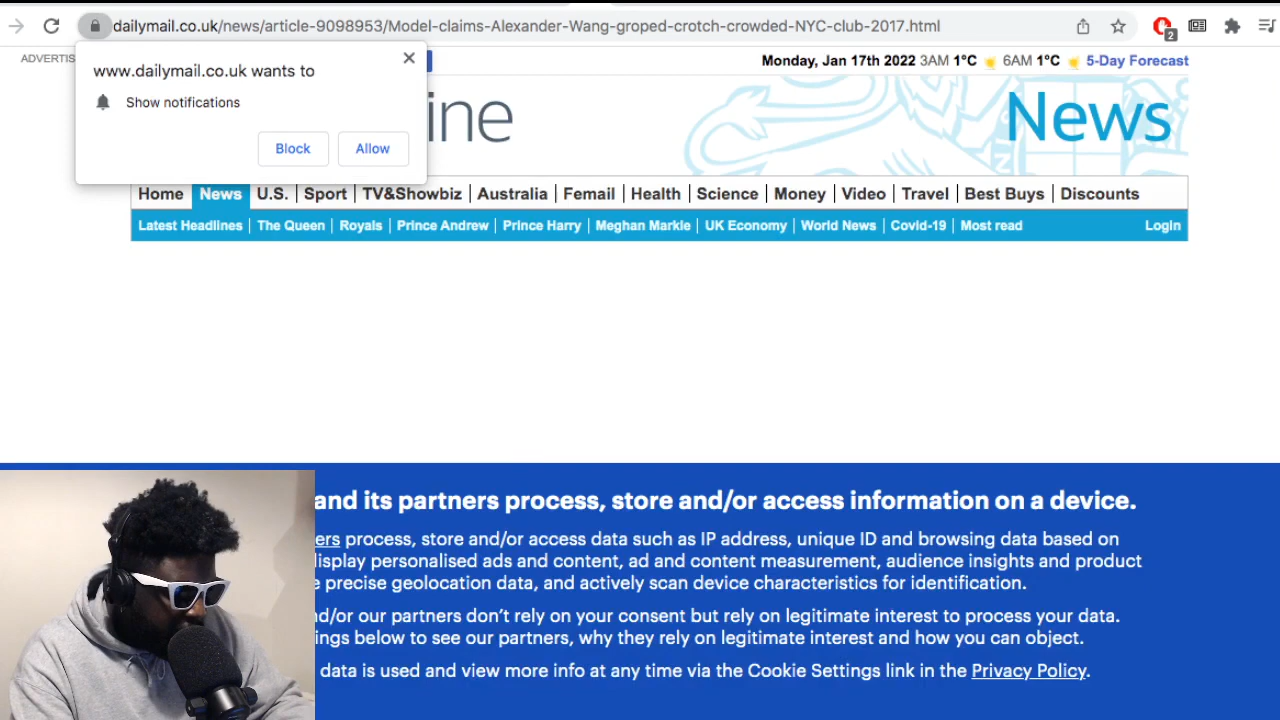 dailymail.co.uk/news/article-9098953/Model-claims-Alexander-Wang-groped-crotch-crowded-NYC-club-2017.html
2
ADVERTIS
www.dailymail.co.uk wants to
Show notifications
Block Allow
Monday, Jan 17th 2022 3AM 1°C 6AM 1°C 5-Day Forecast
ine
News
Home News U.S. Sport TV&Showbiz Australia Femail Health Science Money Video Travel Best Buys Discounts
Latest Headlines The Queen Royals Prince Andrew Prince Harry Meghan Markle UK Economy World News Covid-19 Most read Login
and its partners process, store and/or access information on a device.
ers process, store and/or access data such as IP address, unique ID and browsing data based on
display personalised ads and content, ad and content measurement, audience insights and product
e precise geolocation data, and actively scan device characteristics for identification.
nd/or our partners don't rely on your consent but rely on legitimate interest to process your data.
ings below to see our partners, why they rely on legitimate interest and how you can object.
data is used and view more info at any time via the Cookie Settings link in the Privacy Policy.